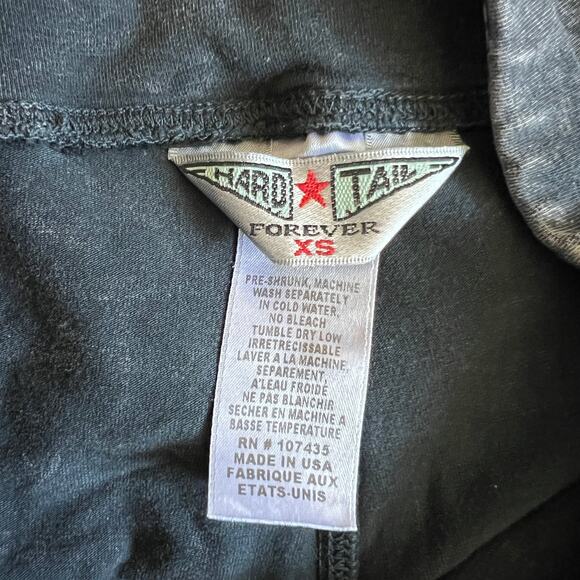 HARD ★ TAIL
FOREVER
XS
PRE-SHRUNK, MACHINE
WASH SEPARATELY
IN COLD WATER,
NO BLEACH
TUMBLE DRY LOW
IRRETRECISSABLE
LAVER A LA MACHINE,
SEPAREMENT,
A'LEAU FROIDE
NE PAS BLANCHIR
SECHER EN MACHINE A
BASSE TEMPERATURE
RN # 107435
MADE IN USA
FABRIQUE AUX
ETATS-UNIS